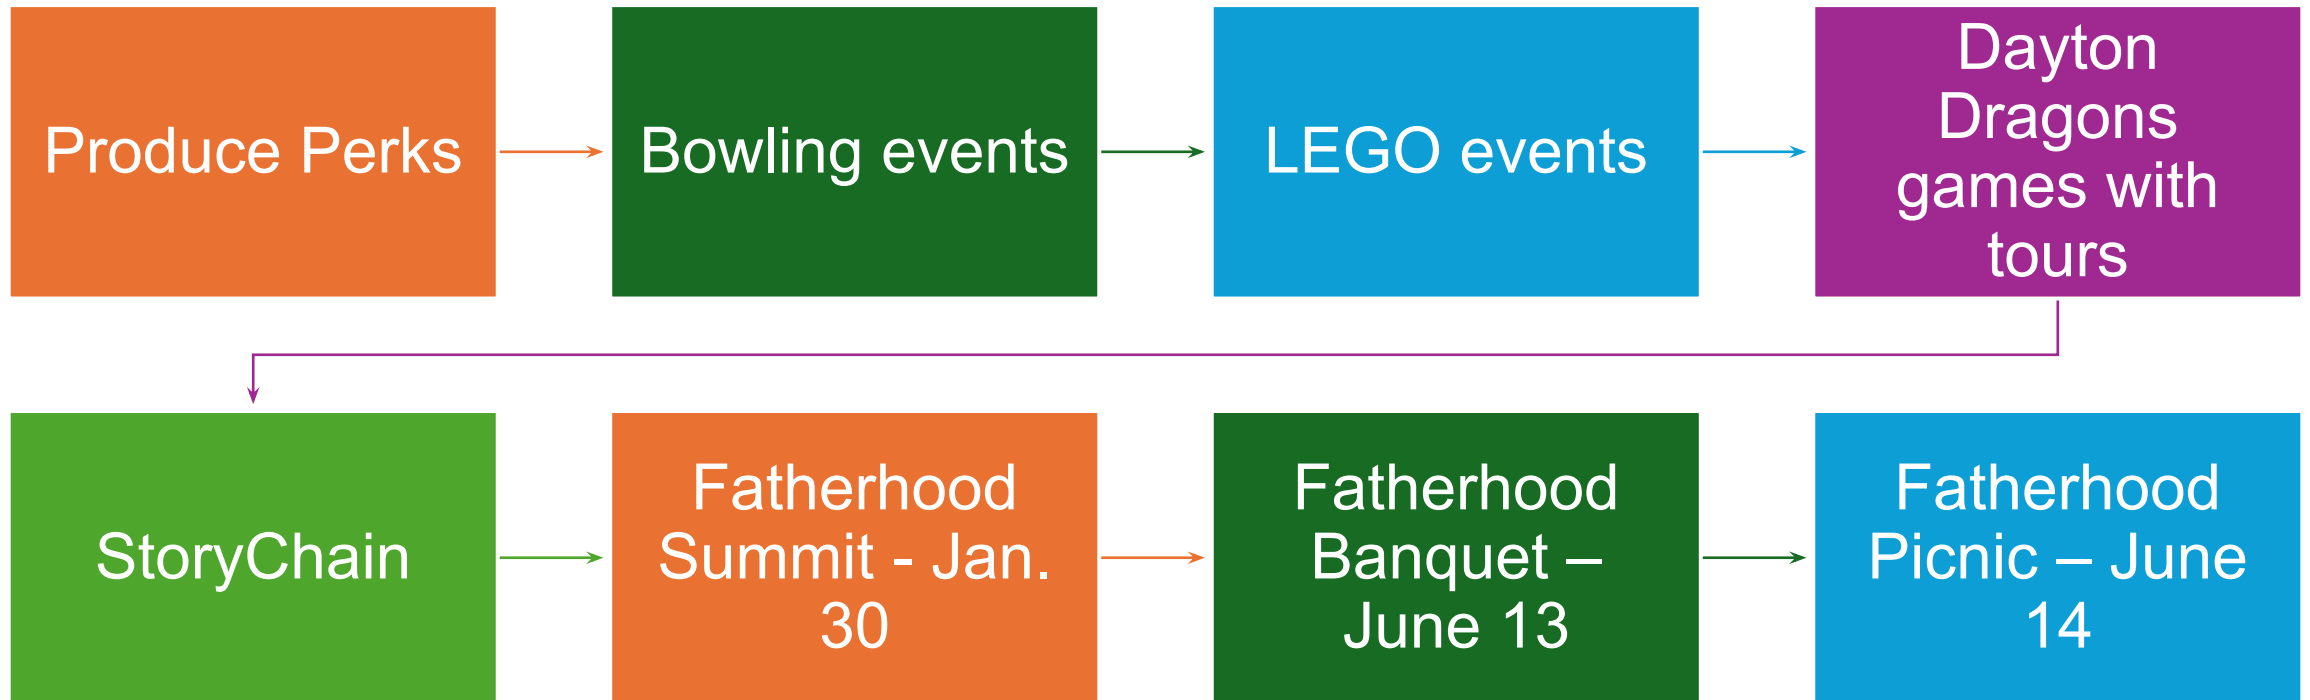 Produce Perks
Bowling events
LEGO events
Dayton
Dragons
games with
tours
StoryChain
Fatherhood
Summit - Jan.
30
Fatherhood
Banquet –
June 13
Fatherhood
Picnic – June
14